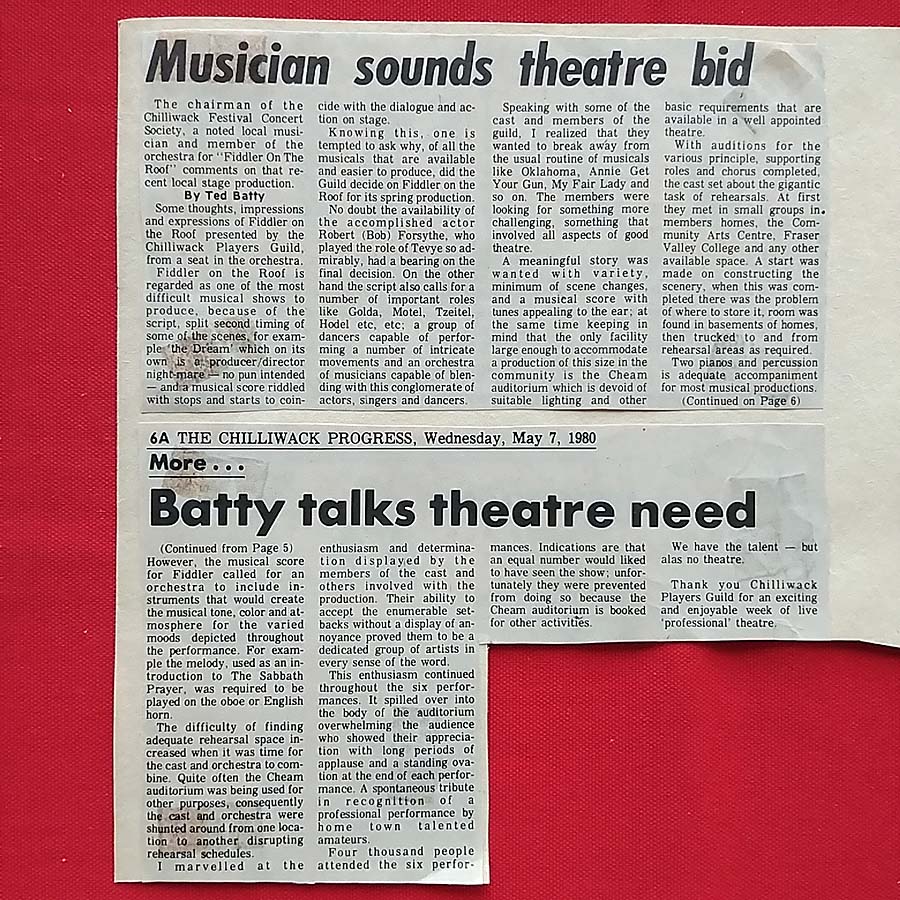 Musician sounds theatre bid
The chairman of the
Chilliwack Festival Concert
Society, a noted local musi-
cian and member of the
orchestra for "Fiddler On The
Roof" comments on that re-
cent local stage production.
By Ted Batty
Some thoughts, impressions
and expressions of Fiddler on
the Roof presented by the
Chilliwack Players Guild,
from a seat in the orchestra.
Fiddler on the Roof is
regarded as one of the most
difficult musical shows to
produce, because of the
script, split second timing of
some of the scenes, for exam-
ple 'the Dream' which on its
own is a producer/director
night-mare — no pun intended
— and a musical score riddled
with stops and starts to coin-
cide with the dialogue and ac-
tion on stage.
Knowing this, one is
tempted to ask why, of all the
musicals that are available
and easier to produce, did the
Guild decide on Fiddler on the
Roof for its spring production.
No doubt the availability of
the accomplished actor
Robert (Bob) Forsythe, who
played the role of Tevye so ad-
mirably, had a bearing on the
final decision. On the other
hand the script also calls for a
number of important roles
like Golda, Motel, Tzeitel,
Hodel etc, etc; a group of
dancers capable of perfor-
ming a number of intricate
movements and an orchestra
of musicians capable of blen-
ding with this conglomerate of
actors, singers and dancers.
Speaking with some of the
cast and members of the
guild, I realized that they
wanted to break away from
the usual routine of musicals
like Oklahoma, Annie Get
Your Gun, My Fair Lady and
so on. The members were
looking for something more
challenging, something that
involved all aspects of good
theatre.
A meaningful story was
wanted with variety,
minimum of scene changes,
and a musical score with
tunes appealing to the ear; at
the same time keeping in
mind that the only facility
large enough to accommodate
a production of this size in the
community is the Cheam
auditorium which is devoid of
suitable lighting and other
basic requirements that are
available in a well appointed
theatre.
With auditions for the
various principle, supporting
roles and chorus completed,
the cast set about the gigantic
task of rehearsals. At first
they met in small groups in
members homes, the Com-
munity Arts Centre, Fraser
Valley College and any other
available space. A start was
made on constructing the
scenery, when this was com-
pleted there was the problem
of where to store it, room was
found in basements of homes,
then trucked to and from
rehearsal areas as required.
Two pianos and percussion
is adequate accompaniment
for most musical productions.
(Continued on Page 6)
6A THE CHILLIWACK PROGRESS, Wednesday, May 7, 1980
More...
Batty talks theatre need
(Continued from Page 5)
However, the musical score
for Fiddler called for an
orchestra to include in-
struments that would create
the musical tone, color and at-
mosphere for the varied
moods depicted throughout
the performance. For exam-
ple the melody, used as an in-
troduction to The Sabbath
Prayer, was required to be
played on the oboe or English
horn.
The difficulty of finding
adequate rehearsal space in-
creased when it was time for
the cast and orchestra to com-
bine. Quite often the Cheam
auditorium was being used for
other purposes, consequently
the cast and orchestra were
shunted around from one loca-
tion to another disrupting
rehearsal schedules.
I marvelled at the
enthusiasm and determina-
tion displayed by the
members of the cast and
others involved with the
production. Their ability to
accept the enumerable set-
backs without a display of an-
noyance proved them to be a
dedicated group of artists in
every sense of the word.
This enthusiasm continued
throughout the six perfor-
mances. It spilled over into
the body of the auditorium
overwhelming the audience
who showed their apprecia-
tion with long periods of
applause and a standing ova-
tion at the end of each perfor-
mance. A spontaneous tribute
in recognition of a
professional performance by
home town talented
amateurs.
Four thousand people
attended the six perfor-
mances. Indications are that
an equal number would liked
to have seen the show; unfor-
tunately they were prevented
from doing so because the
Cheam auditorium is booked
for other activities.
We have the talent — but
alas no theatre.
Thank you Chilliwack
Players Guild for an exciting
and enjoyable week of live
'professional' theatre.